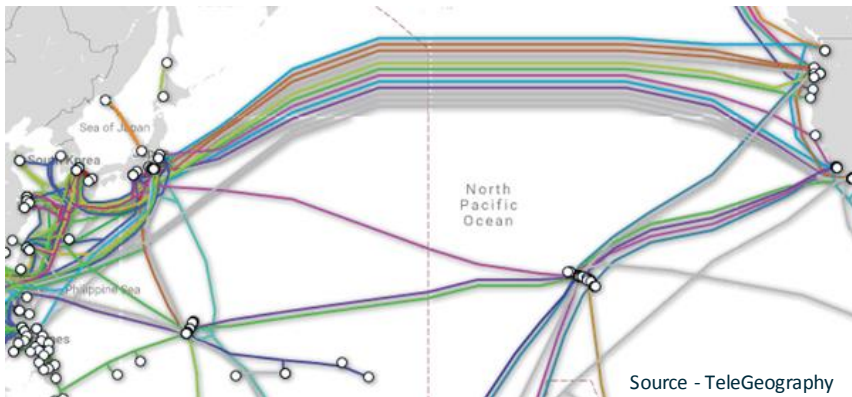 Sea of Japan
South Korea
North
Pacific
Ocean
Philippine Sea
Source - TeleGeography